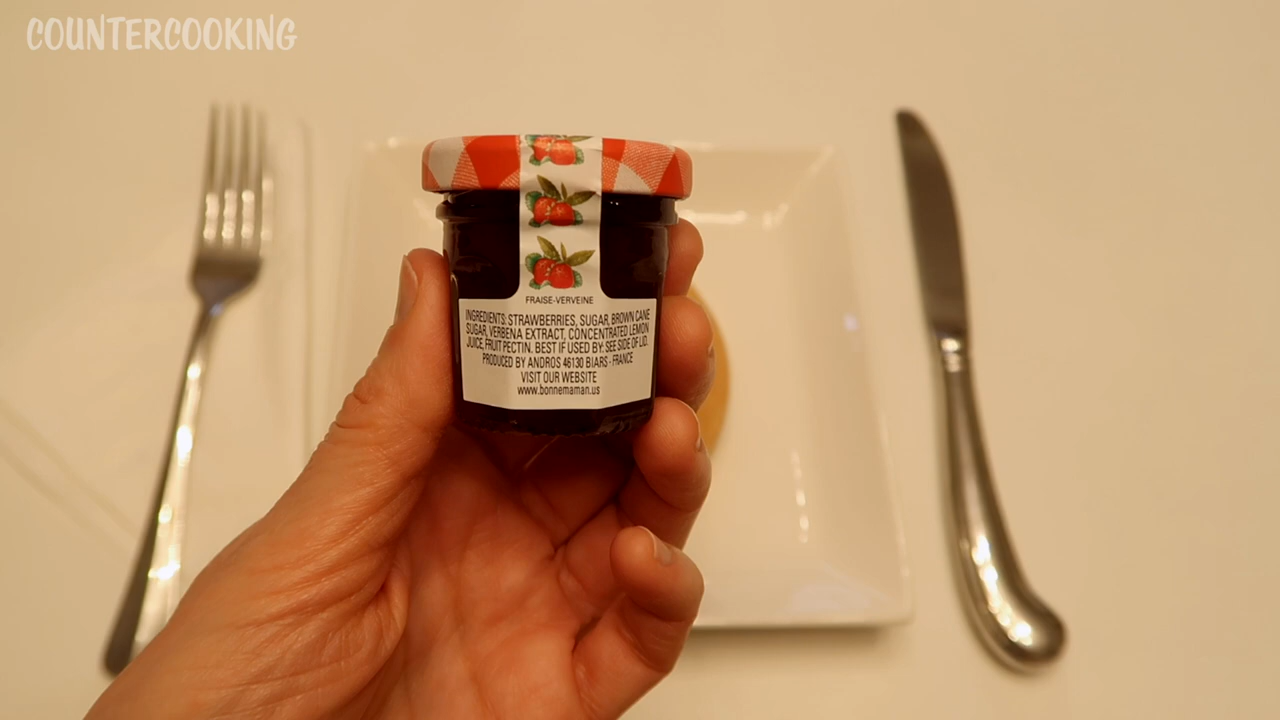 COUNTERCOOKING
FRAISE-VERVEINE
INGREDIENTS: STRAWBERRIES, SUGAR, BROWN CANE
SUGAR, VERBENA EXTRACT, CONCENTRATED LEMON
JUICE, FRUIT PECTIN. BEST IF USED BY: SEE SIDE OF LID.
PRODUCED BY ANDROS 46130 BIARS - FRANCE
VISIT OUR WEBSITE
www.bonnemaman.us